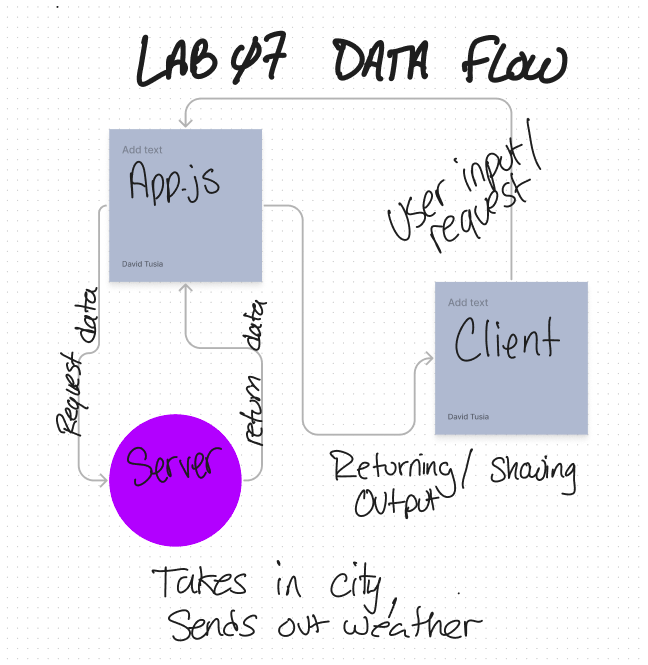 LAB 07 DATA FLOW
Add text
App.js
David Tusia
User input/
request
Request data
return data
Add text
Client
David Tusia
Server
Returning/ Showing
Output
Takes in city,
Sends out weather